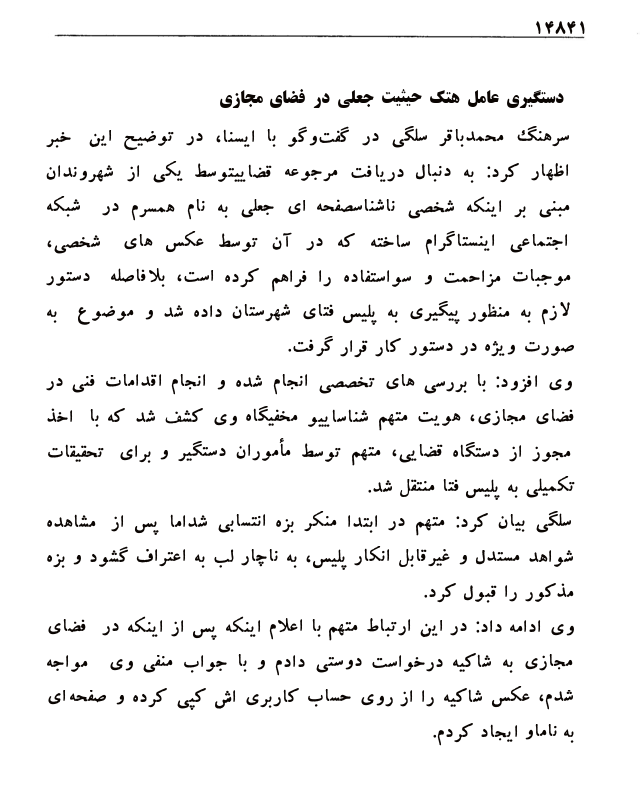 ۱۴۸۴۱
دستگیری عامل هتک حیثیت جعلی در فضای مجازی
سرهنگ محمدباقر سلگی در گفت‌وگو با ایسنا، در توضیح این خبر
اظهار کرد: به دنبال دریافت مرجوعه قضاییتوسط یکی از شهروندان
مبنی بر اینکه شخصی ناشناسصفحه ای جعلی به نام همسرم در شبکه
اجتماعی اینستاگرام ساخته که در آن توسط عکس های شخصی،
موجبات مزاحمت و سواستفاده را فراهم کرده است، بلافاصله دستور
لازم به منظور پیگیری به پلیس فتای شهرستان داده شد و موضوع به
صورت ویژه در دستور کار قرار گرفت.
وی افزود: با بررسی های تخصصی انجام شده و انجام اقدامات فنی در
فضای مجازی، هویت متهم شناساییو مخفیگاه وی کشف شد که با اخذ
مجوز از دستگاه قضایی، متهم توسط مأموران دستگیر و برای تحقیقات
تکمیلی به پلیس فتا منتقل شد.
سلگی بیان کرد: متهم در ابتدا منکر بزه انتسابی شداما پس از مشاهده
شواهد مستدل و غیرقابل انکار پلیس، به ناچار لب به اعتراف گشود و بزه
مذکور را قبول کرد.
وی ادامه داد: در این ارتباط متهم با اعلام اینکه پس از اینکه در فضای
مجازی به شاکیه درخواست دوستی دادم و با جواب منفی وی مواجه
شدم، عکس شاکیه را از روی حساب کاربری اش کپی کرده و صفحه‌ای
به ناماو ایجاد کردم.